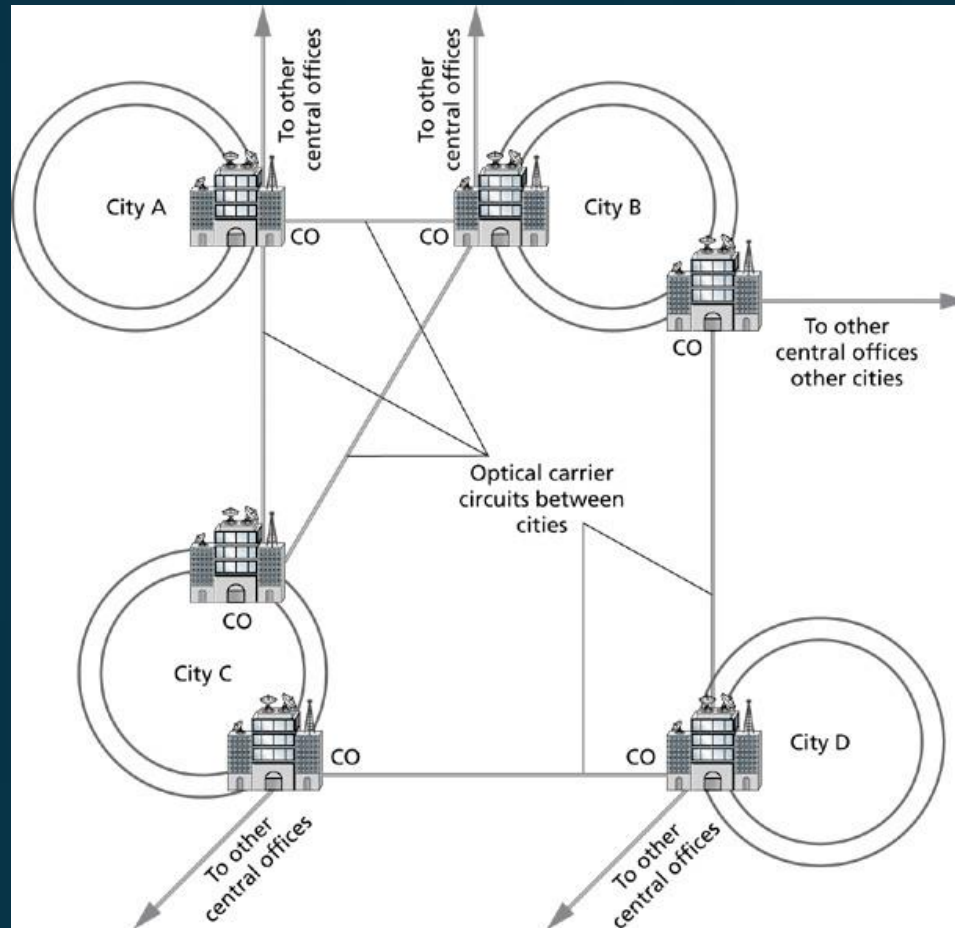 To other
central offices
To other
central offices
City A
City B
CO
CO
CO
To other
central offices
other cities
Optical carrier
circuits between
cities
CO
City C
CO
CO
City D
To other
central offices
To other
central offices